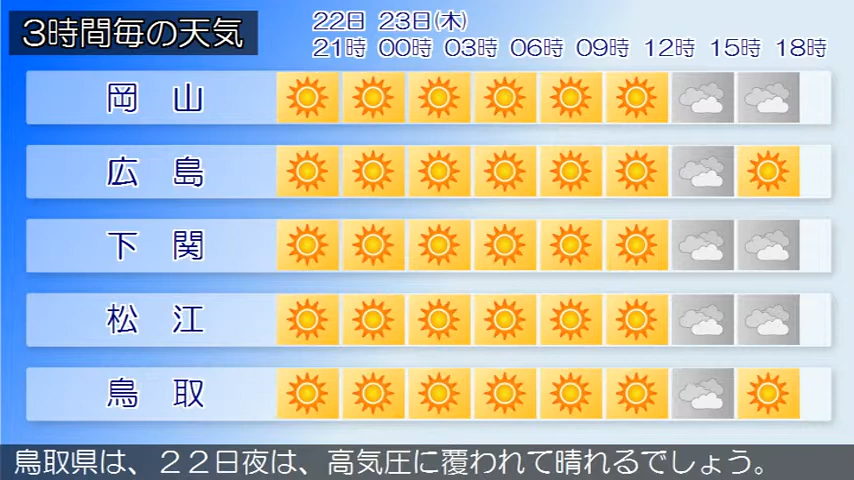 3時間毎の天気
22日 23日(木)
21時 00時 03時 06時 09時 12時 15時 18時
岡 山
広 島
下 関
松 江
鳥 取
鳥取県は、２２日夜は、高気圧に覆われて晴れるでしょう。